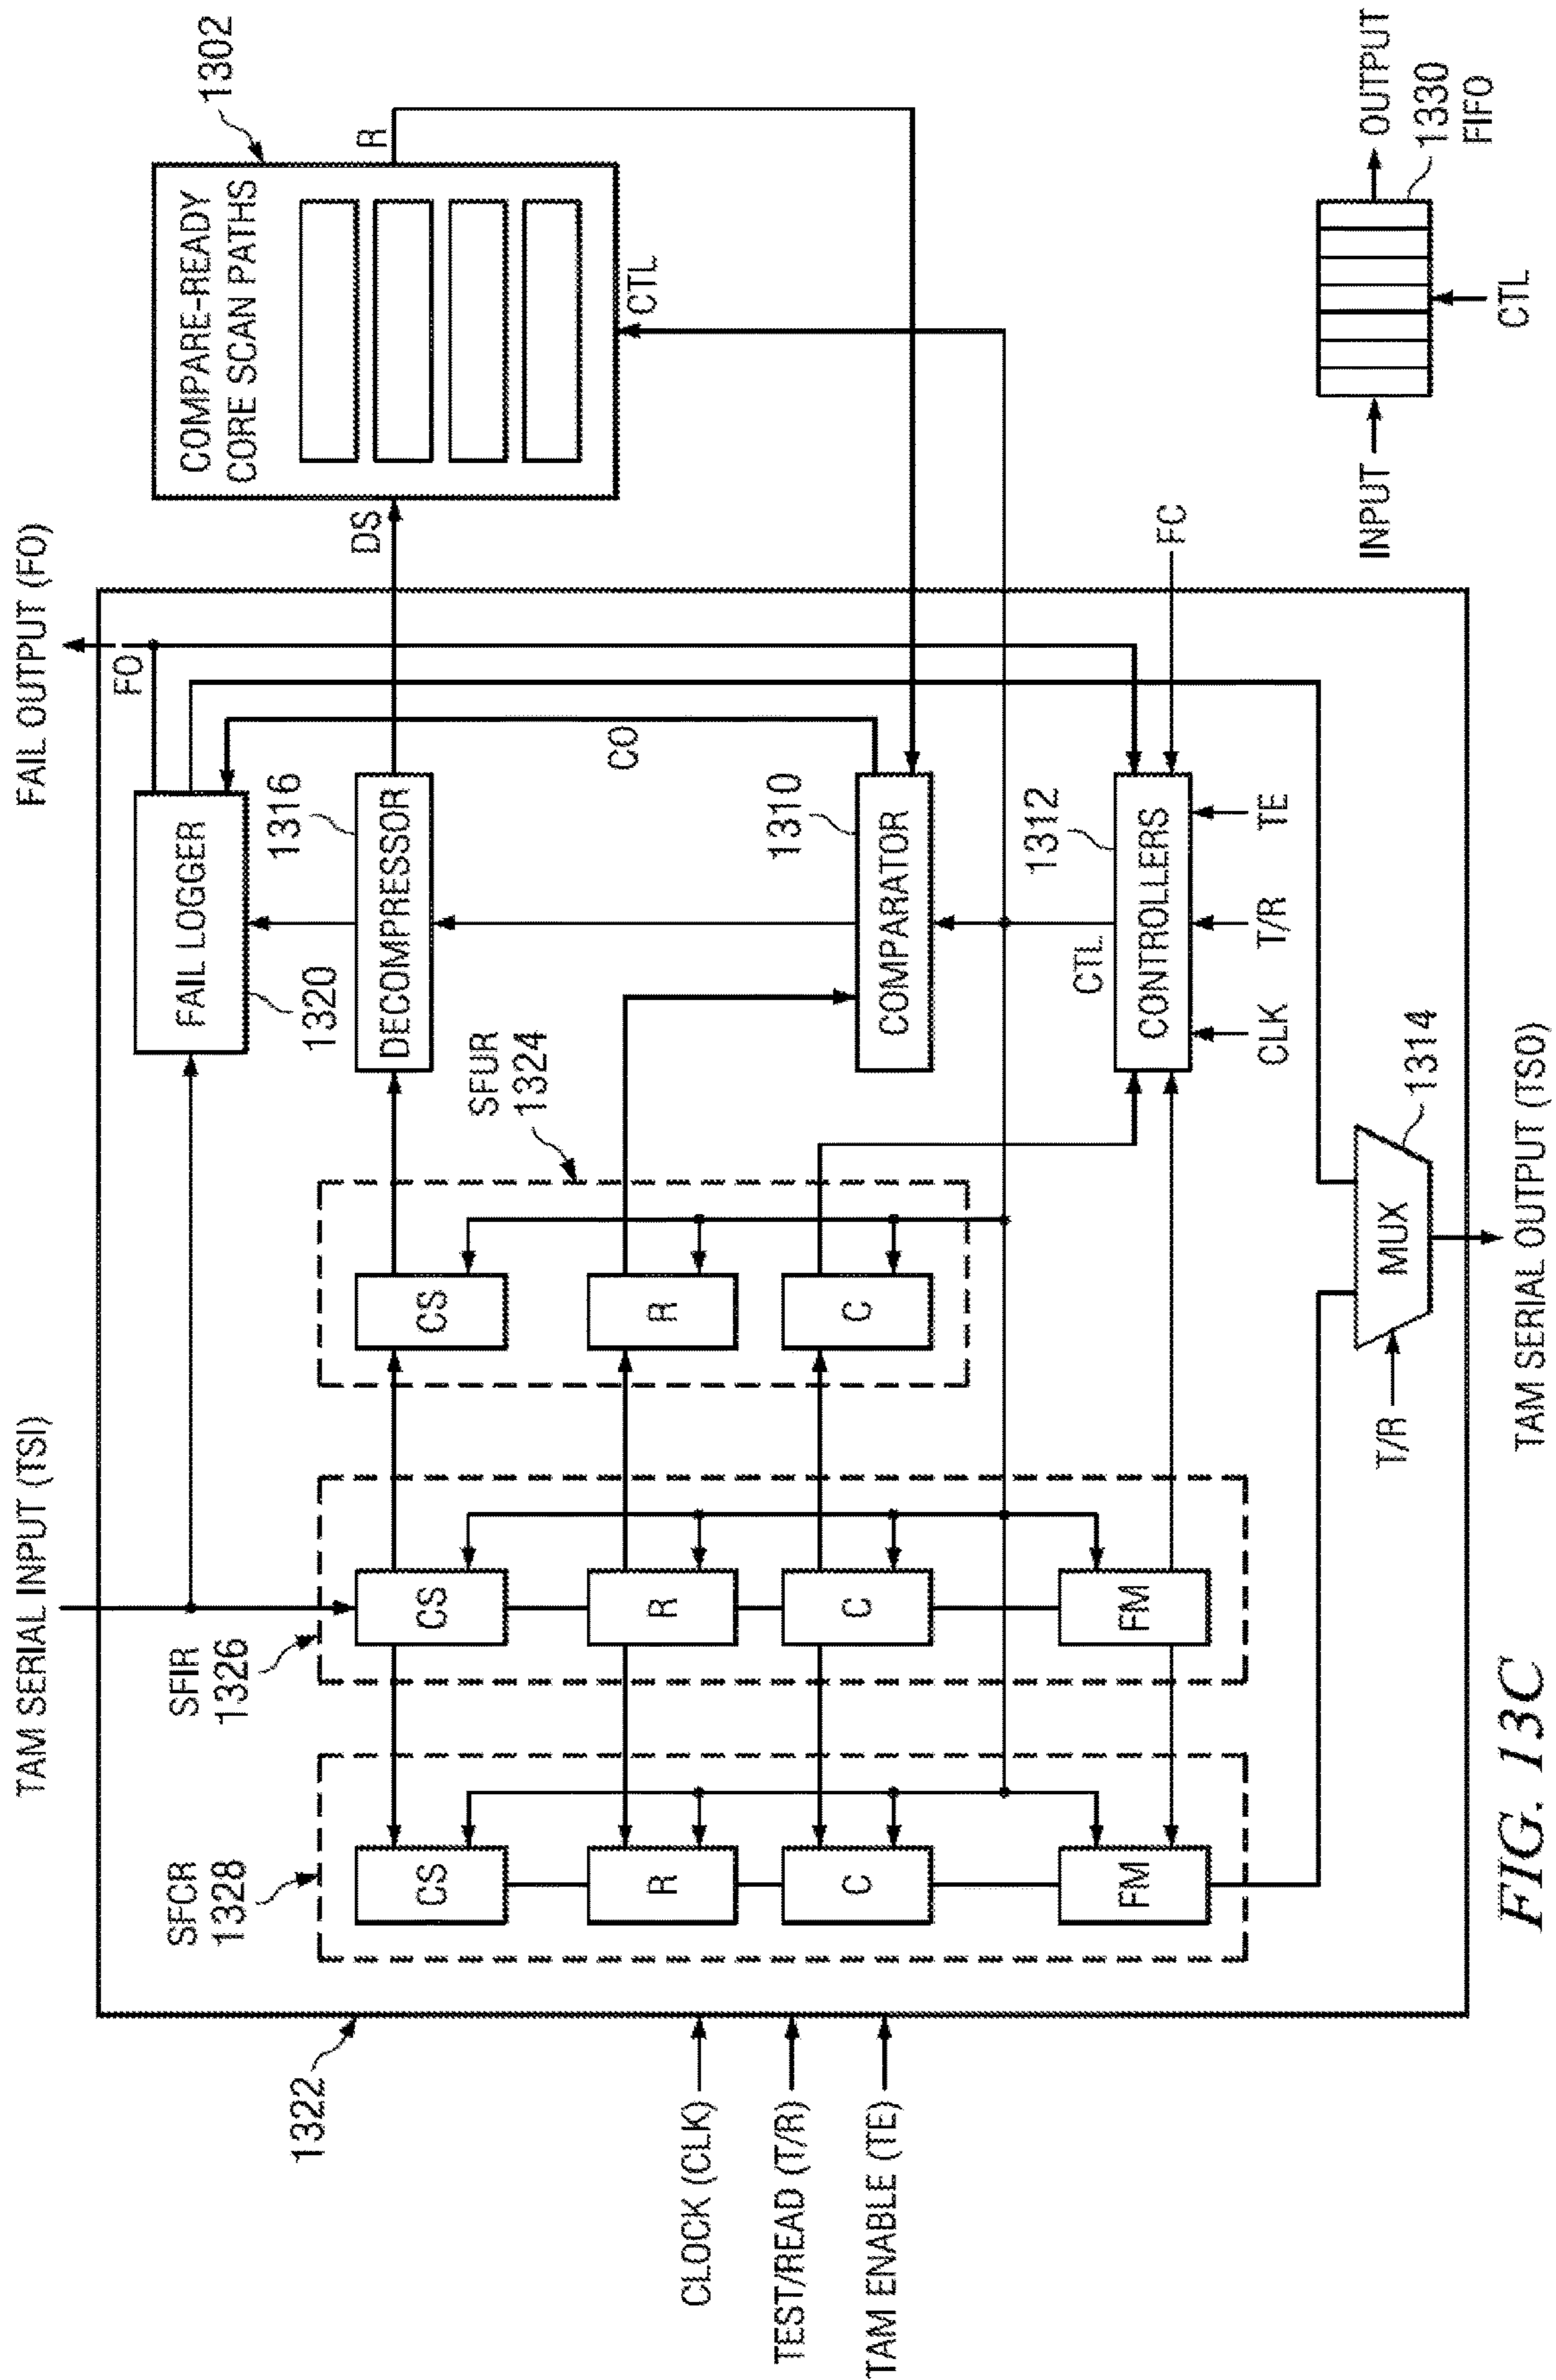 TAM SERIAL INPUT (TSI)
FAIL OUTPUT (FO)
1302
SFCR
1328
SFIR
1326
FAIL LOGGER
1320
FO
COMPARE-READY
CORE SCAN PATHS
R
1322
CS
CS
CS
DECOMPRESSOR
1316
DS
SFUR
1324
CO
CTL
R
R
R
CLOCK (CLK)
TEST/READ (T/R)
TAM ENABLE (TE)
C
C
C
COMPARATOR
1310
CTL
1312
FM
FM
CONTROLLERS
FC
CLK
T/R
TE
T/R
MUX
1314
TAM SERIAL OUTPUT (TSO)
INPUT
OUTPUT
1330
FIFO
CTL
FIG. 13C